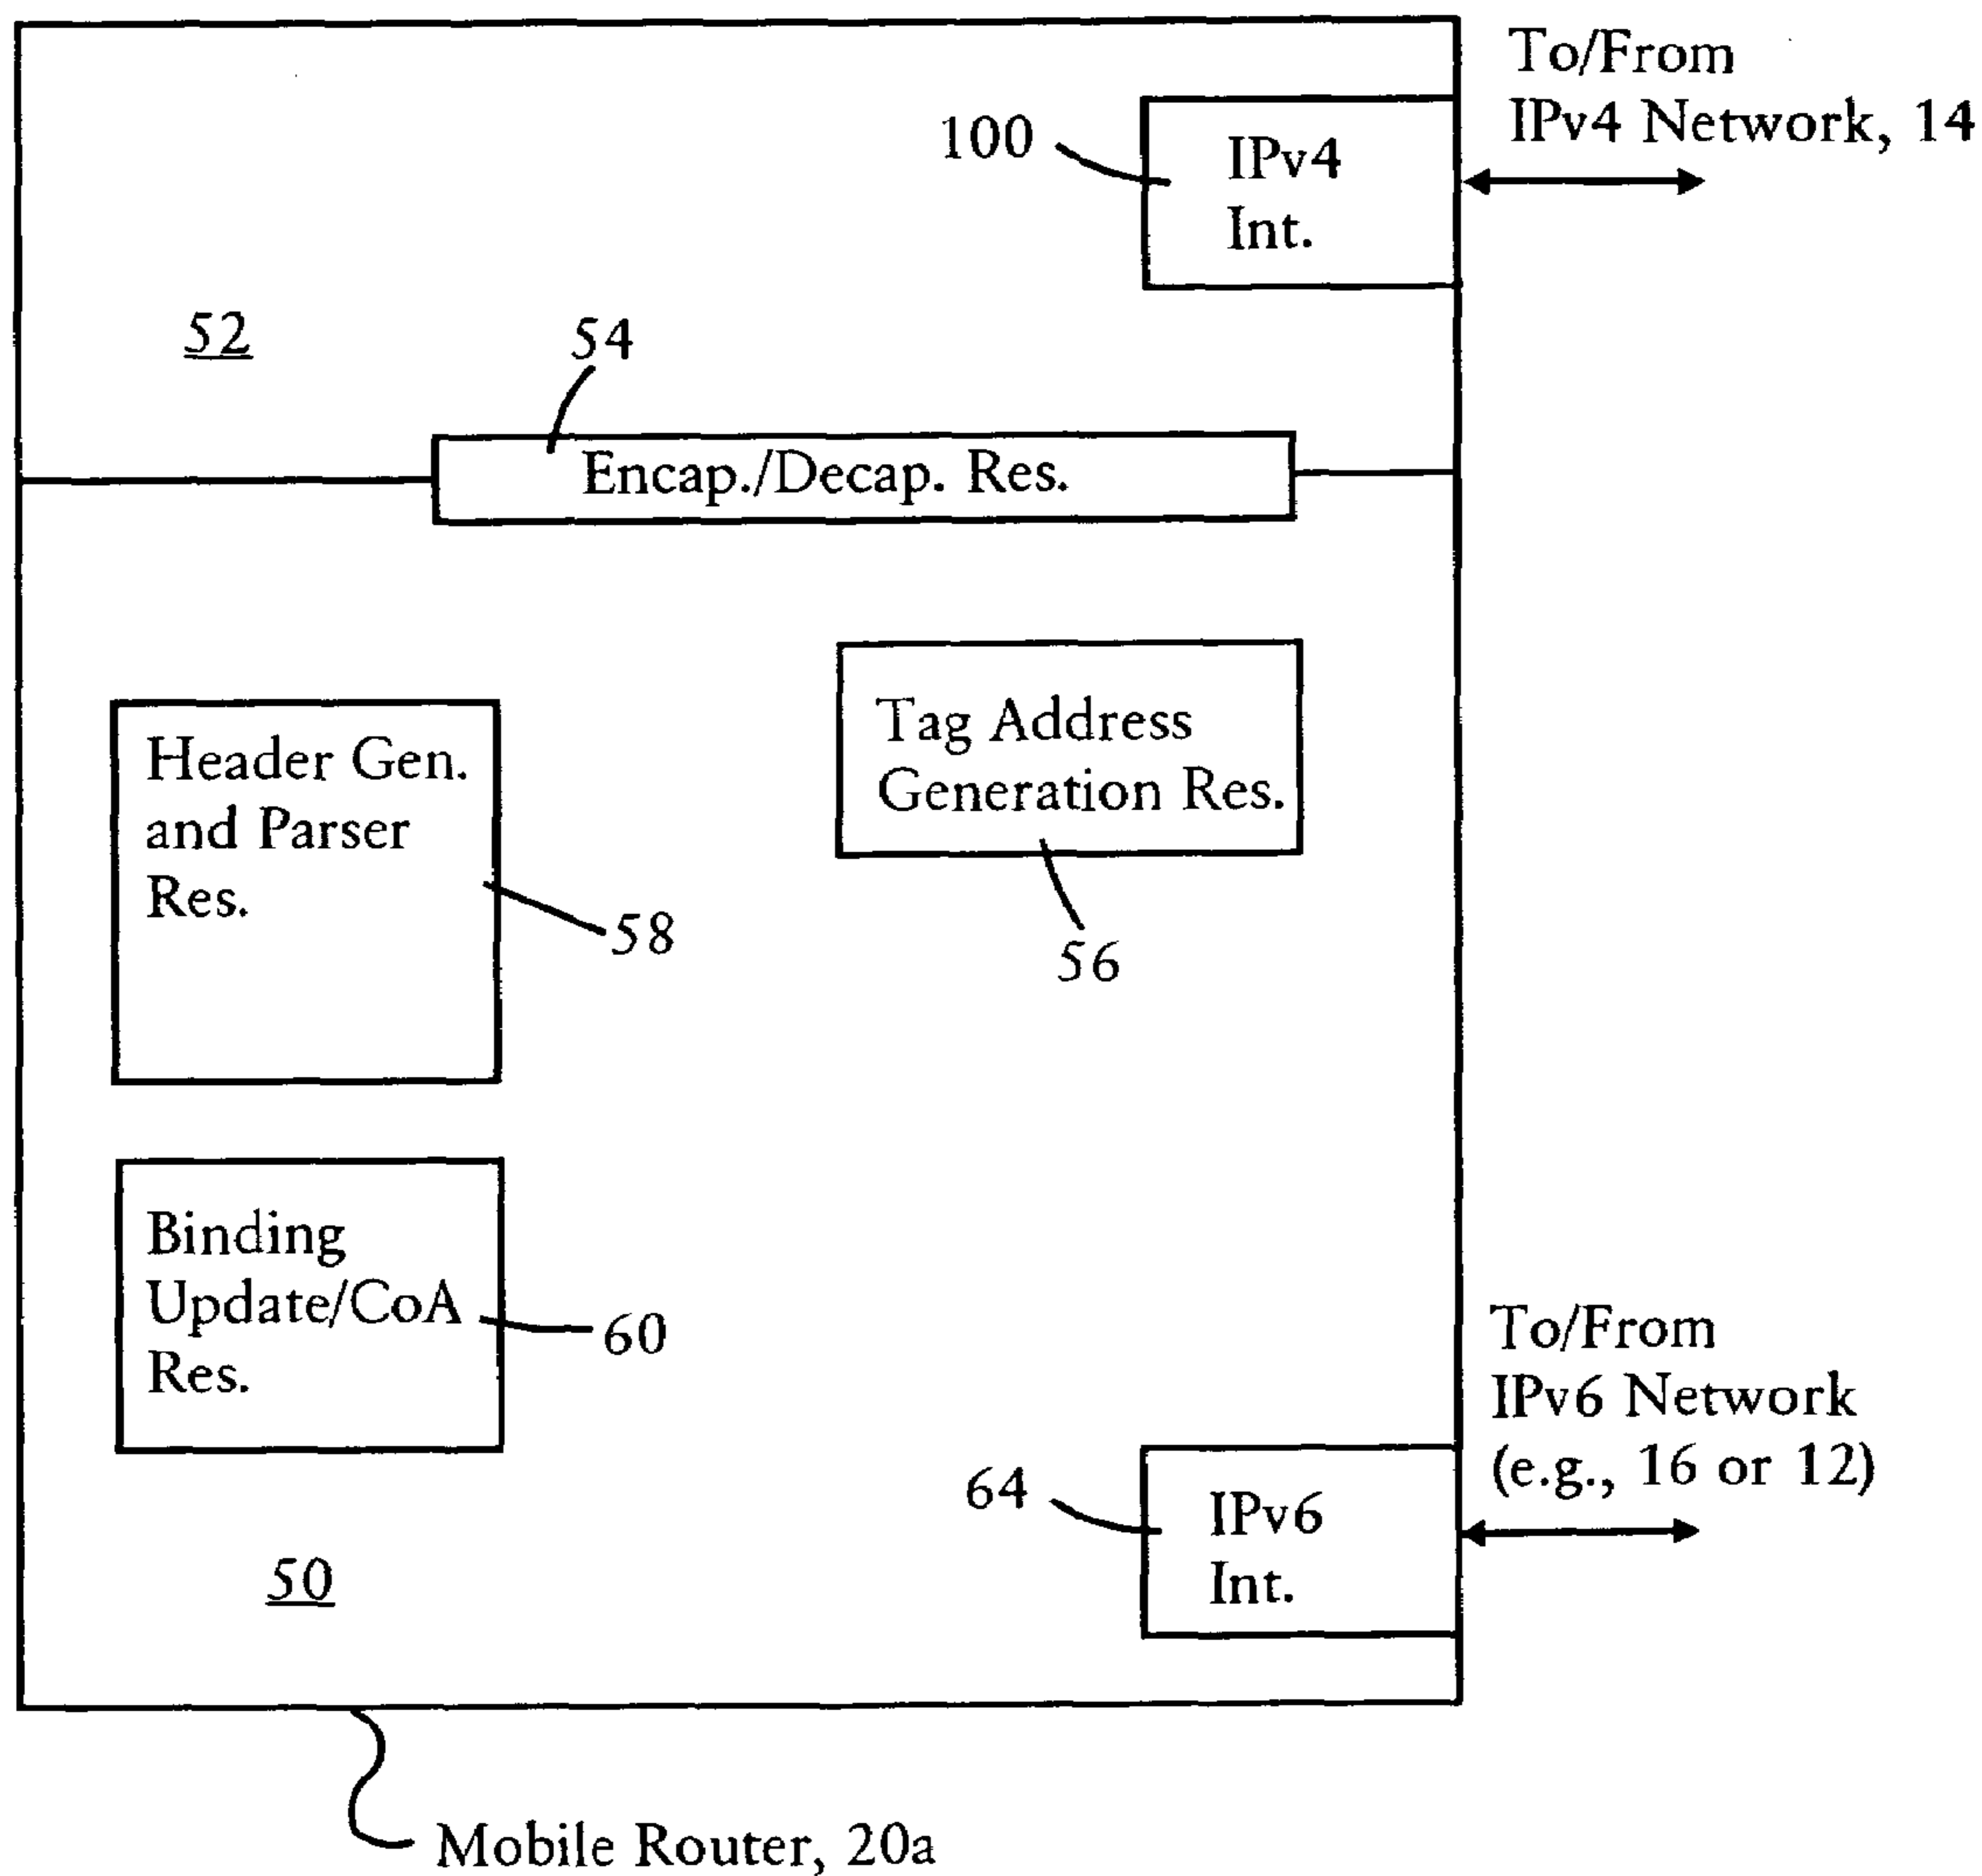 To/From
IPv4 Network, 14
100
IPv4
Int.
52
54
Encap./Decap. Res.
Tag Address
Generation Res.
56
Header Gen.
and Parser
Res.
58
Binding
Update/CoA
Res.
60
To/From
IPv6 Network
(e.g., 16 or 12)
64
IPv6
Int.
50
Mobile Router, 20a